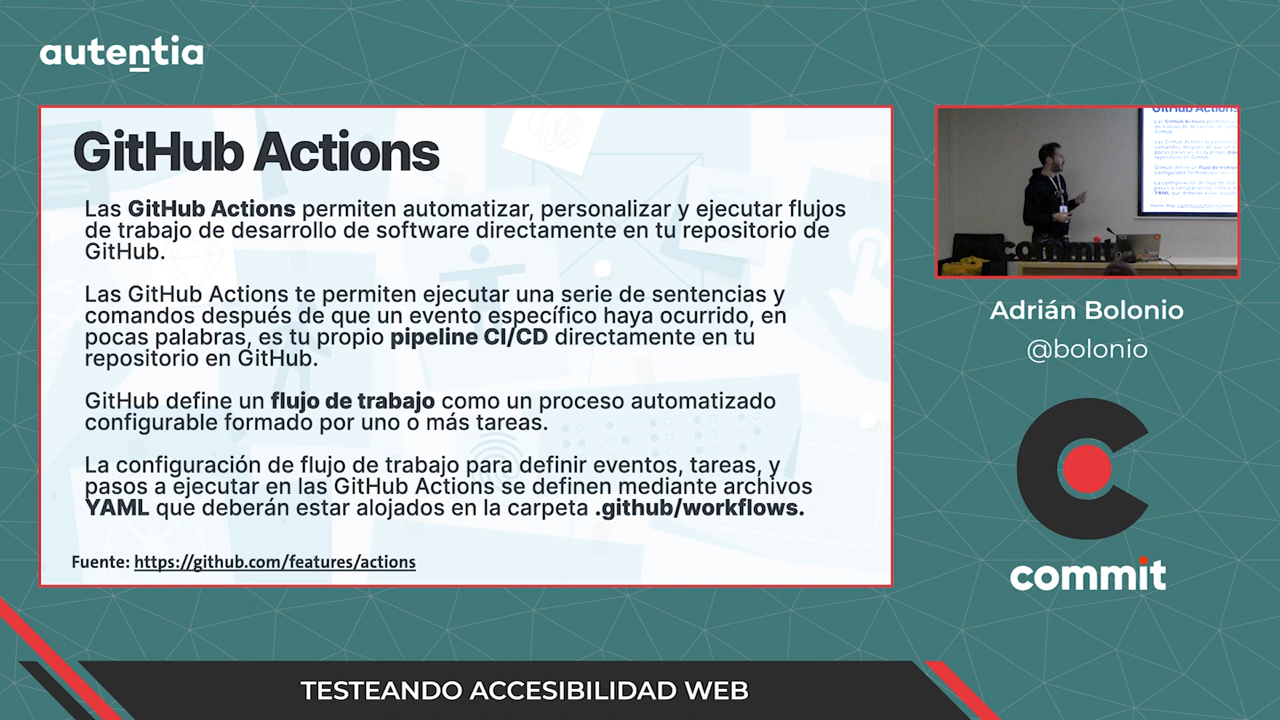 autentia
GitHub Actions
Las GitHub Actions permiten automatizar, personalizar y ejecutar flujos
de trabajo de desarrollo de software directamente en tu repositorio de
GitHub.
Las GitHub Actions te permiten ejecutar una serie de sentencias y
comandos después de que un evento específico haya ocurrido, en
pocas palabras, es tu propio pipeline CI/CD directamente en tu
repositorio en GitHub.
GitHub define un flujo de trabajo como un proceso automatizado
configurable formado por uno o más tareas.
La configuración de flujo de trabajo para definir eventos, tareas, y
pasos a ejecutar en las GitHub Actions se definen mediante archivos
YAML que deberán estar alojados en la carpeta .github/workflows.
Fuente: https://github.com/features/actions
GitHub Actions
commit
Adrián Bolonio
@bolonio
commit
TESTEANDO ACCESIBILIDAD WEB